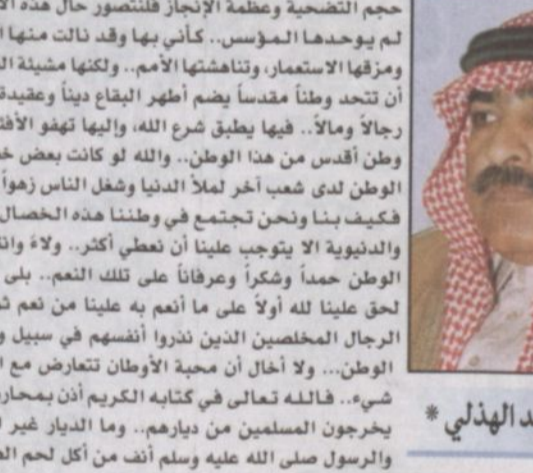 حجم التضحية وعظمة الإنجاز فلنتصور حال هذه
لم يوحدها المؤسس.. كأني بها وقد نالت منها
ومزقها الاستعمار، وتناهشتها الأمم.. ولكنها مشيئة
أن تتحد وطناً مقدساً يضم أطهر البقاع ديناً وعقيدة
رجالاً ومالاً.. فيها يطبق شرع الله، وإليها تهفو
وطن أقدس من هذا الوطن.. والله لو كانت بعض
الوطن لدى شعب آخر لملأ الدنيا وشغل الناس زهواً
فكيف بنا ونحن تجتمع في وطننا هذه الخصال
والدنيوية الا يتوجب علينا أن نعطي أكثر.. ولاءً
الوطن حمداً وشكراً وعرفاناً على تلك النعم.. بلى
لحق علينا لله أولاً على ما أنعم به علينا من نعم
الرجال المخلصين الذين نذروا أنفسهم في سبيل
الوطن... ولا أخال أن محبة الأوطان تتعارض مع
شيء.. فالله تعالى في كتابه الكريم أذن
يخرجون المسلمين من ديارهم.. وما الديار غير
والرسول صلى الله عليه وسلم أنف من أكل لحم
الهذلي *